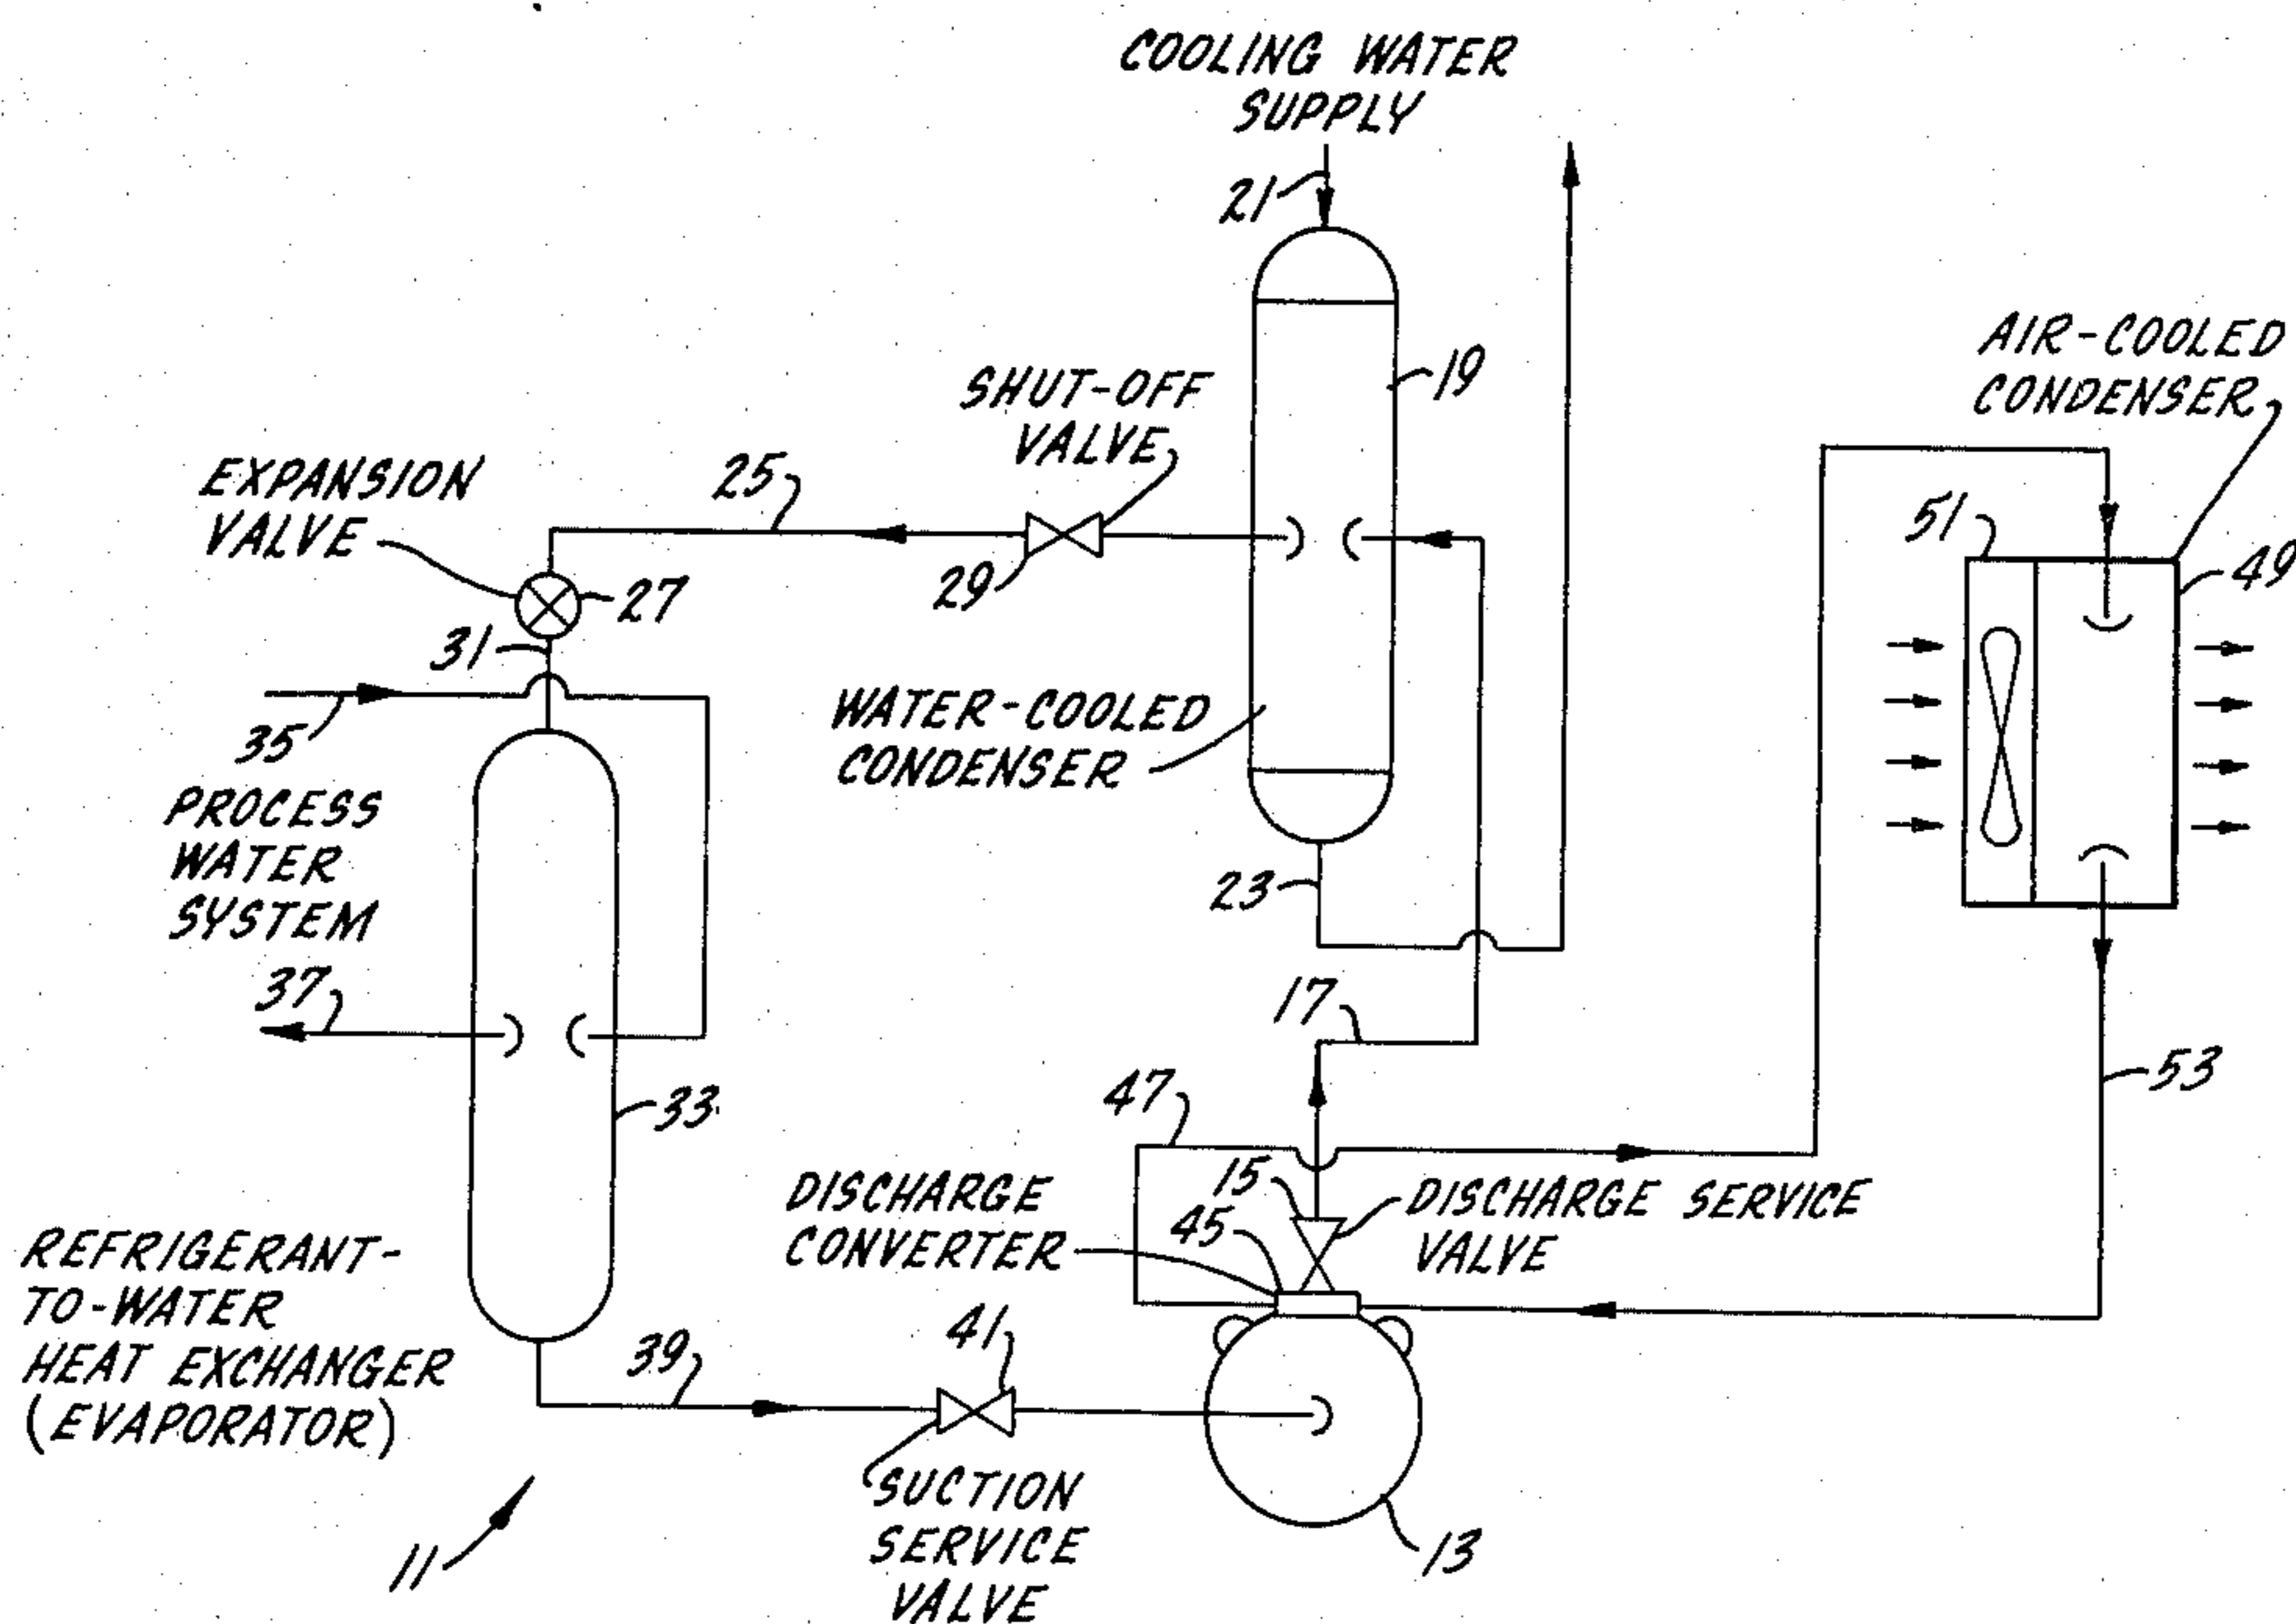 COOLING WATER
SUPPLY
21
19
AIR-COOLED
CONDENSER
SHUT-OFF
VALVE
EXPANSION
VALVE
25
29
27
31
51
49
35
WATER-COOLED
CONDENSER
PROCESS
WATER
SYSTEM
23
37
17
53
33
47
15
45
DISCHARGE
CONVERTER
DISCHARGE SERVICE
VALVE
REFRIGERANT-
TO-WATER
HEAT EXCHANGER
(EVAPORATOR)
39
41
SUCTION
SERVICE
VALVE
13
11